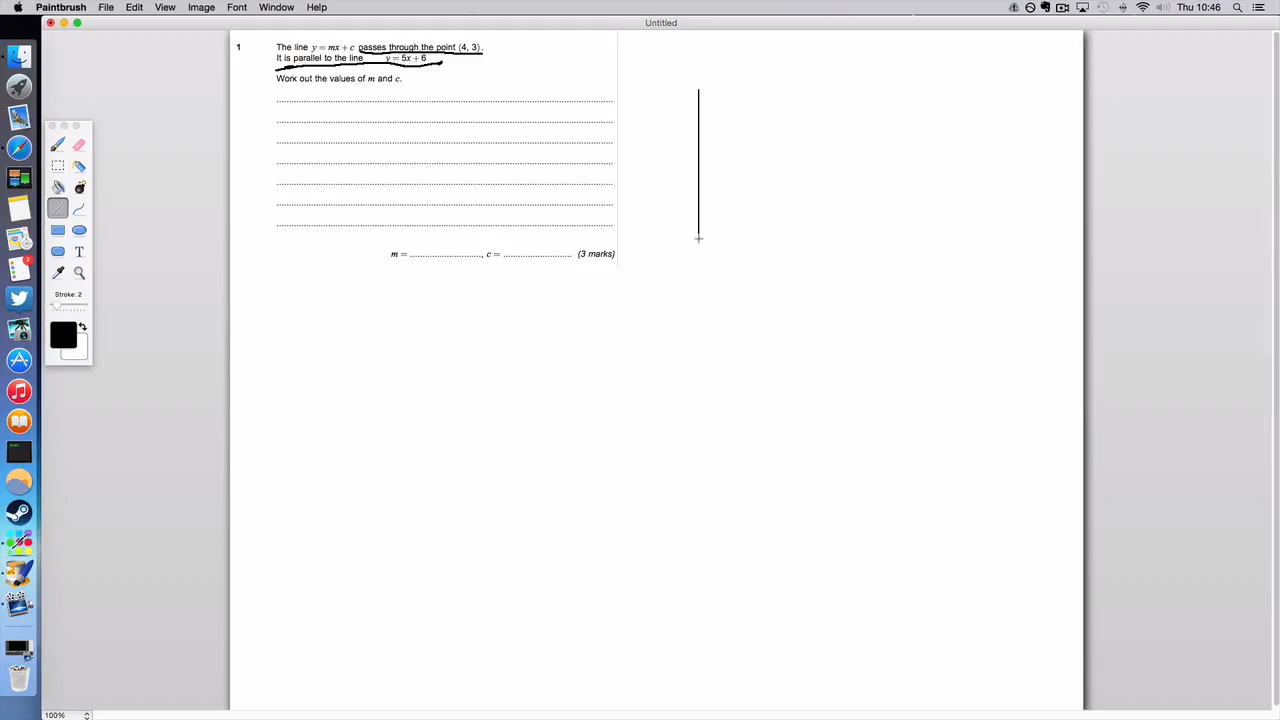 Paintbrush File Edit View Image Font Window Help
Thu 10:46
Untitled
1 The line y = mx + c passes through the point (4, 3).
It is parallel to the line y = 5x + 6
Work out the values of m and c.
m = ............................, c = ........................... (3 marks)
T
Stroke: 2
2
100%